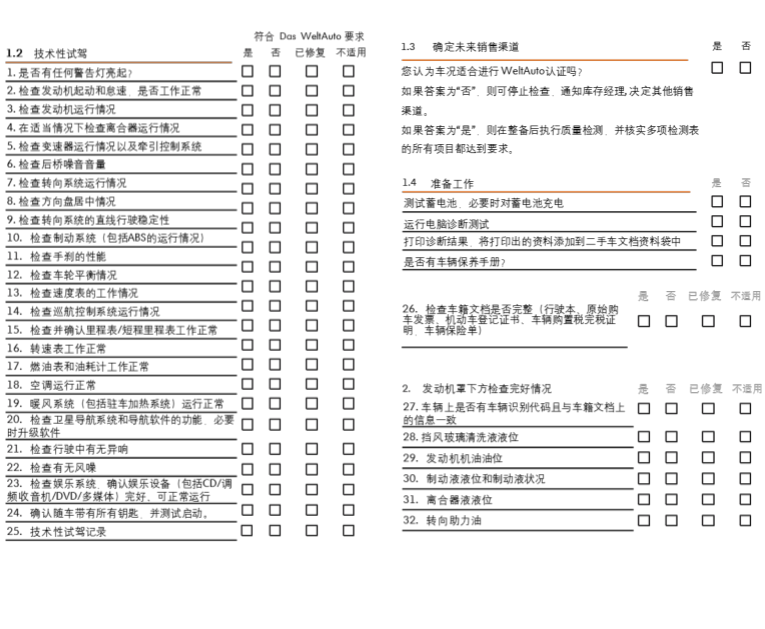 符合 Das WeltAuto 要求
1.2 技术性试驾 是 否 已修复 不适用
1. 是否有任何警告灯亮起?
2. 检查发动机起动和怠速、是否工作正常
3. 检查发动机运行情况
4. 在适当情况下检查离合器运行情况
5. 检查变速器运行情况以及牵引控制系统
6. 检查后桥噪音音量
7. 检查转向系统运行情况
8. 检查方向盘居中情况
9. 检查转向系统的直线行驶稳定性
10. 检查制动系统（包括ABS的运行情况）
11. 检查手刹的性能
12. 检查车轮平衡情况
13. 检查速度表的工作情况
14. 检查巡航控制系统运行情况
15. 检查并确认里程表/短程里程表工作正常
16. 转速表工作正常
17. 燃油表和油耗计工作正常
18. 空调运行正常
19. 暖风系统（包括驻车加热系统）运行正常
20. 检查卫星导航系统和导航软件的功能、必要
时升级软件
21. 检查行驶中有无异响
22. 检查有无风噪
23. 检查娱乐系统、确认娱乐设备（包括CD/调
频收音机/DVD/多媒体）完好、可正常运行
24. 确认随车带有所有钥匙、并测试启动。
25. 技术性试驾记录
1.3 确定未来销售渠道 是 否
您认为车况适合进行 WeltAuto认证吗?
如果答案为“否”、则可停止检查、通知库存经理, 决定其他销售
渠道。
如果答案为“是”、则在整备后执行质量检测、并核实多项检测表
的所有项目都达到要求。
1.4 准备工作 是 否
测试蓄电池、必要时对蓄电池充电
运行电脑诊断测试
打印诊断结果、将打印出的资料添加到二手车文档资料袋中
是否有车辆保养手册?
是 否 已修复 不适用
26. 检查车籍文档是否完整（行驶本、原始购
车发票、机动车登记证书、车辆购置税完税证
明、车辆保险单）
2. 发动机罩下方检查完好情况 是 否 已修复 不适用
27. 车辆上是否有车辆识别代码且与车籍文档上
的信息一致
28. 挡风玻璃清洗液液位
29. 发动机机油油位
30. 制动液液位和制动液状况
31. 离合器液液位
32. 转向助力油